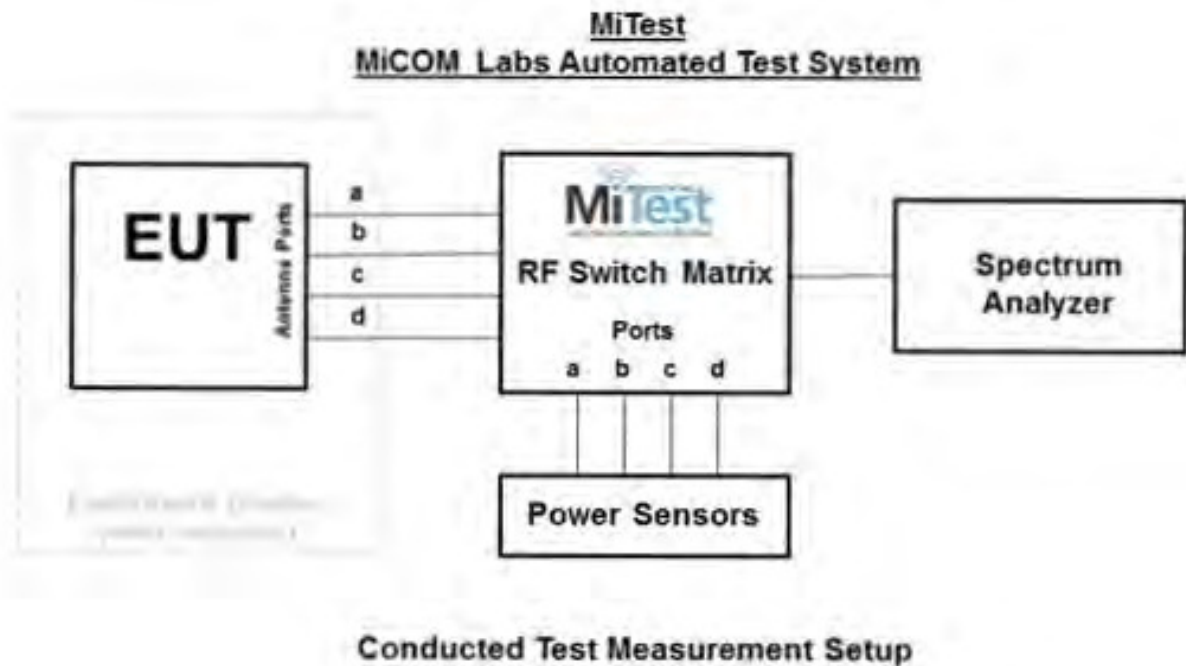 MiTest
MiCOM Labs Automated Test System
EUT
Antenna Ports
a
b
c
d
MiTest
RF Switch Matrix
Ports
a b c d
Spectrum
Analyzer
Power Sensors
Conducted Test Measurement Setup